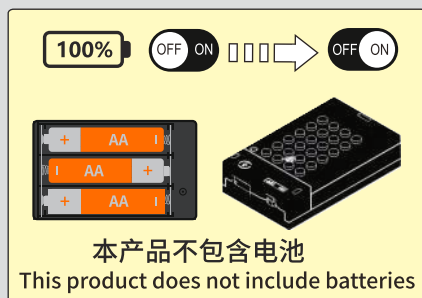 100% OFF ON OFF ON
+ AA I
I AA +
+ AA I
本产品不包含电池
This product does not include batteries